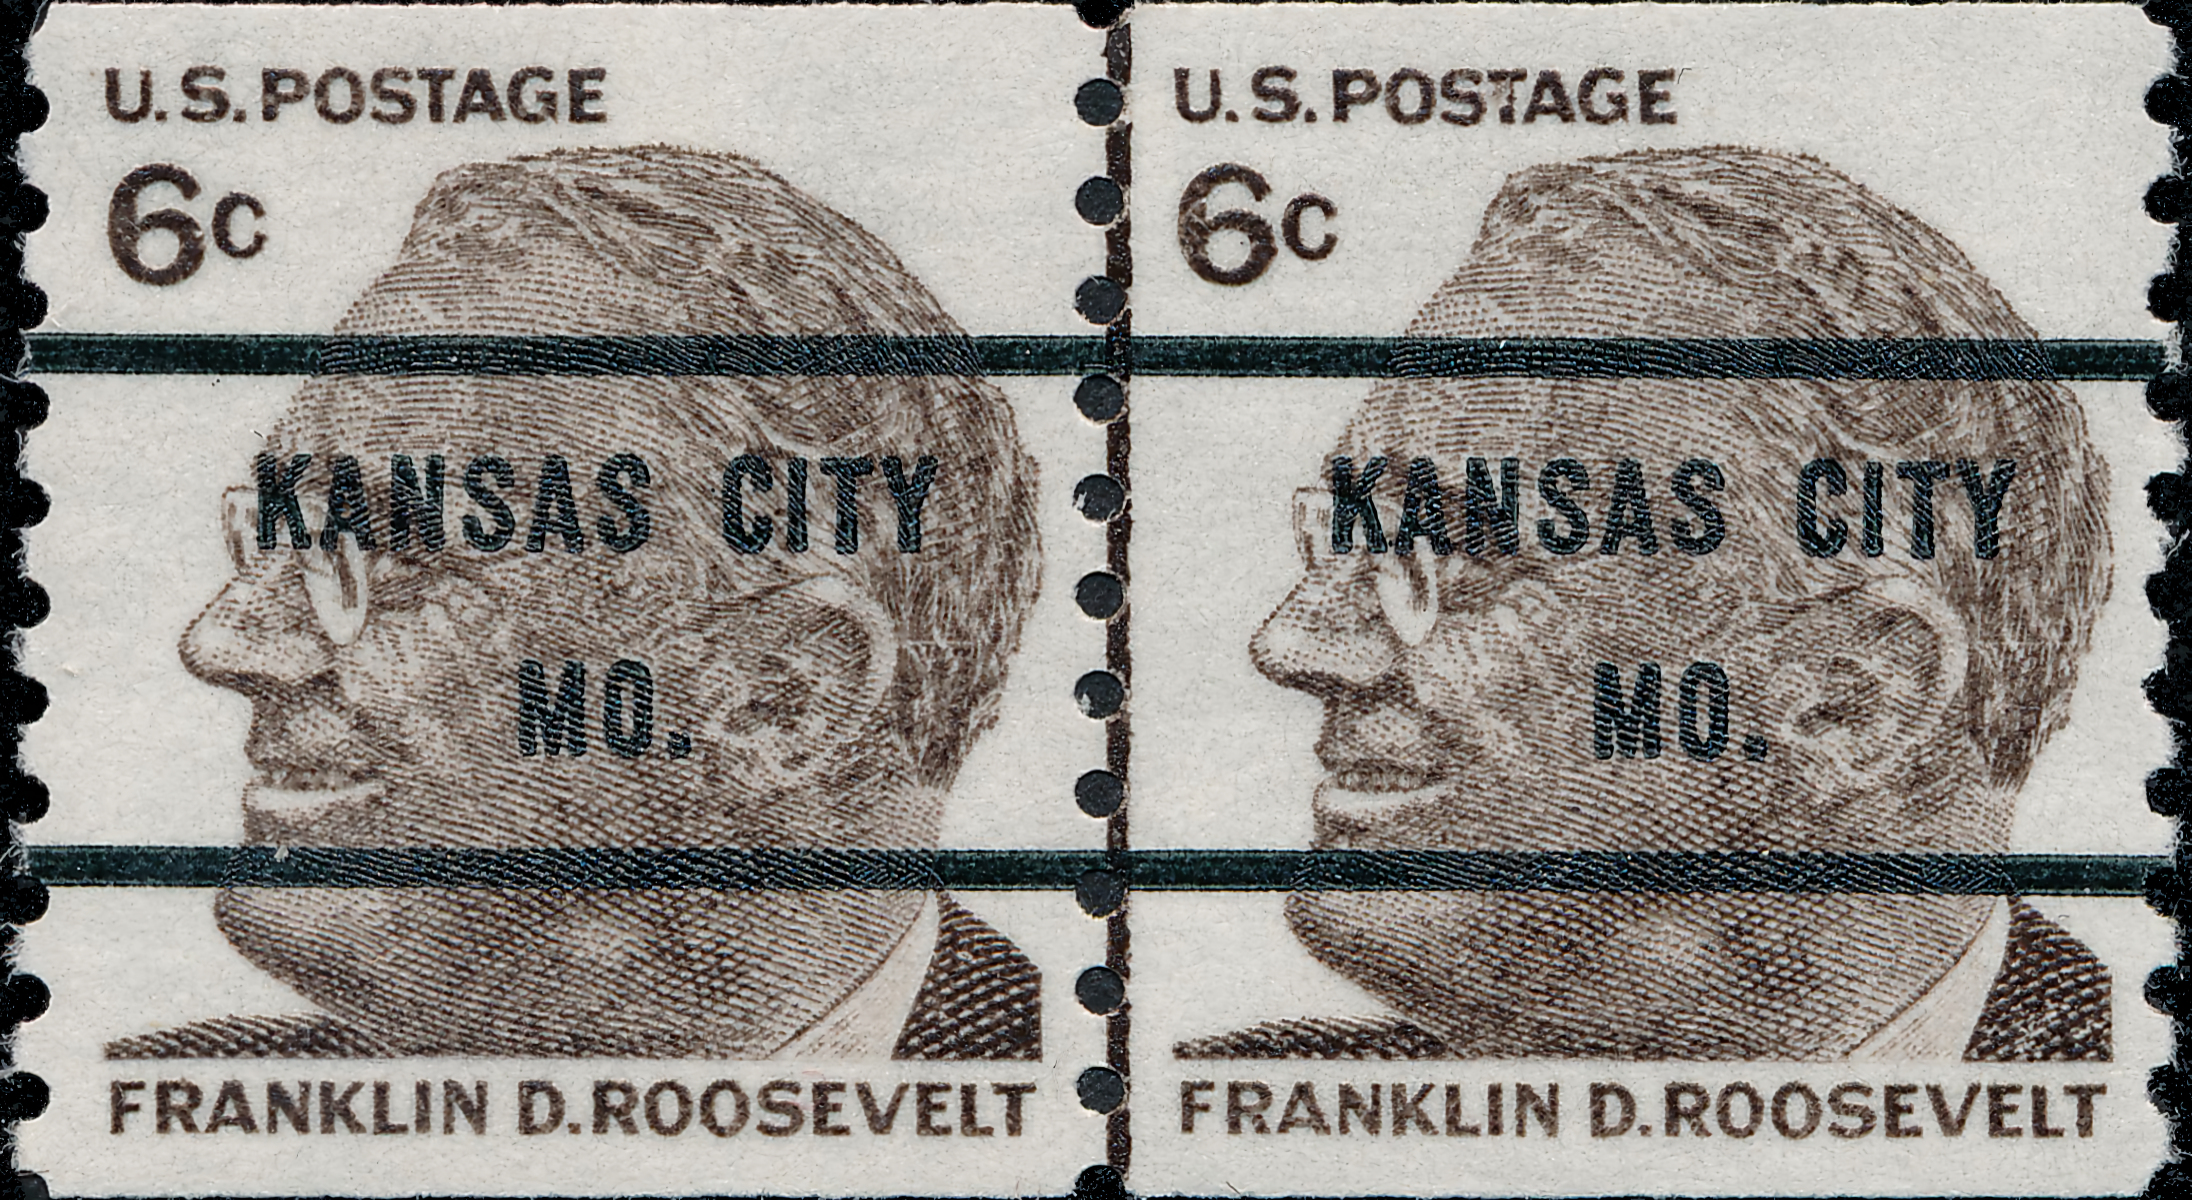 U.S. POSTAGE
6c
KANSAS CITY
MO.
FRANKLIN D. ROOSEVELT
U.S. POSTAGE
6c
KANSAS CITY
MO.
FRANKLIN D. ROOSEVELT